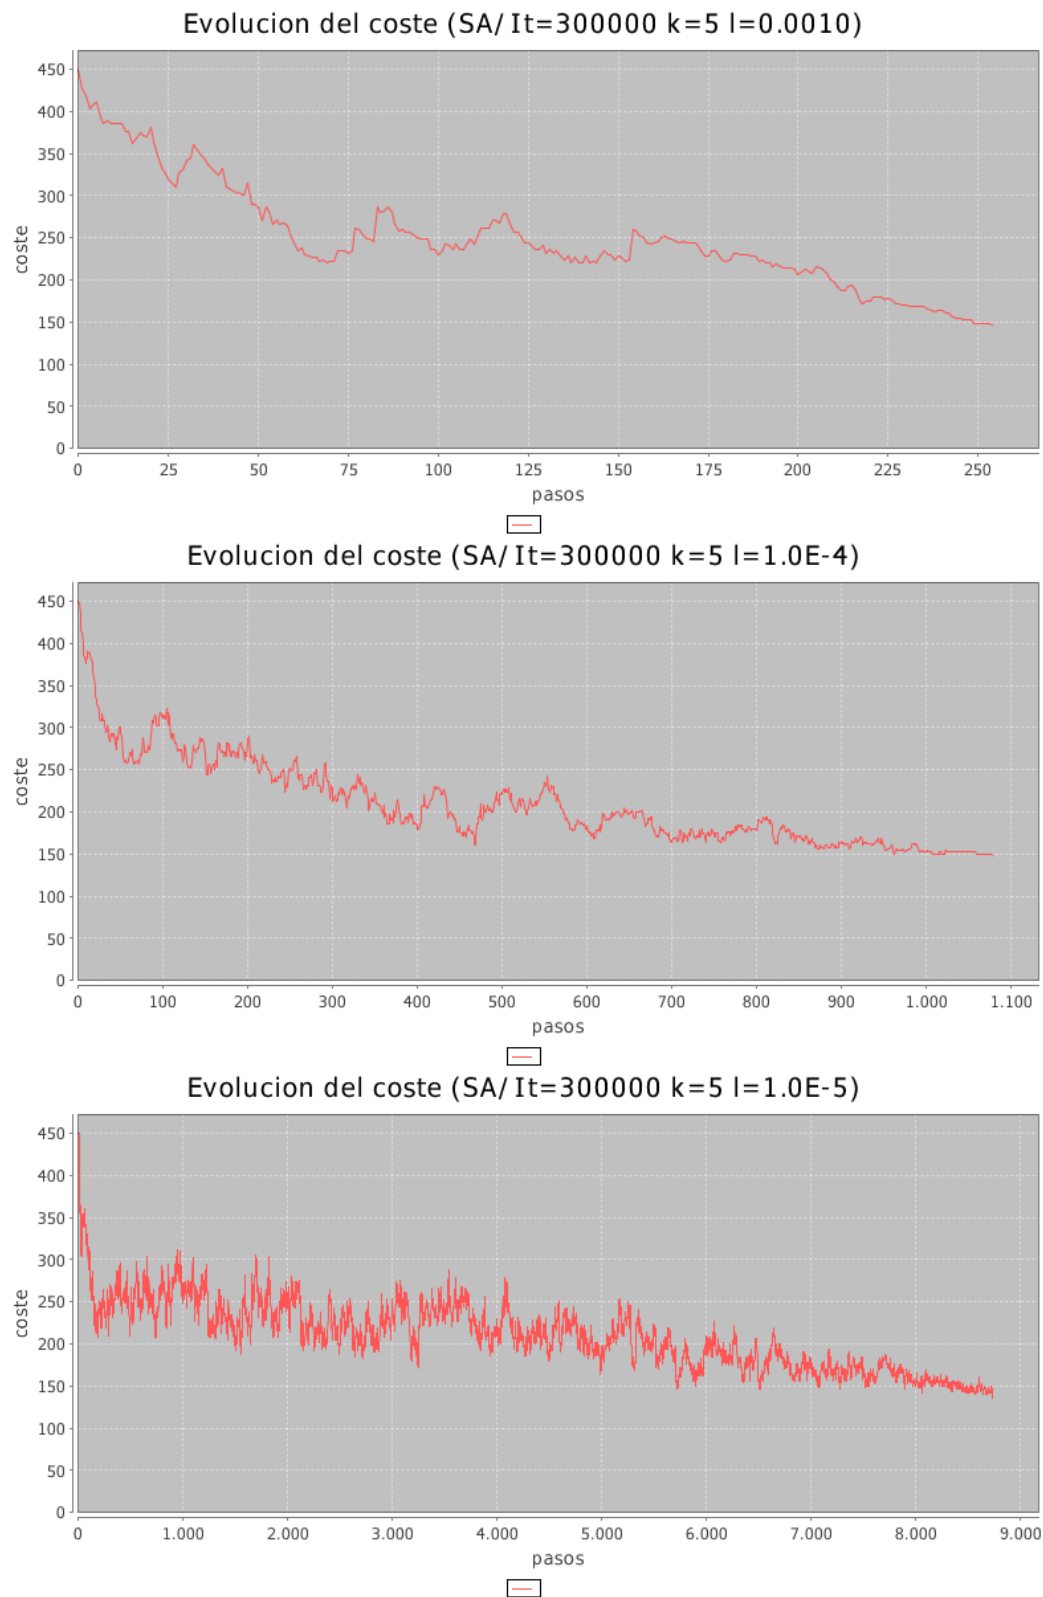 Evolucion del coste (SA/It=300000 k=5 l=0.0010)
450
400
350
300
250
200
150
100
50
0
coste
0 25 50 75 100 125 150 175 200 225 250
pasos
Evolucion del coste (SA/It=300000 k=5 l=1.0E-4)
450
400
350
300
250
200
150
100
50
0
coste
0 100 200 300 400 500 600 700 800 900 1.000 1.100
pasos
Evolucion del coste (SA/It=300000 k=5 l=1.0E-5)
450
400
350
300
250
200
150
100
50
0
coste
0 1.000 2.000 3.000 4.000 5.000 6.000 7.000 8.000 9.000
pasos